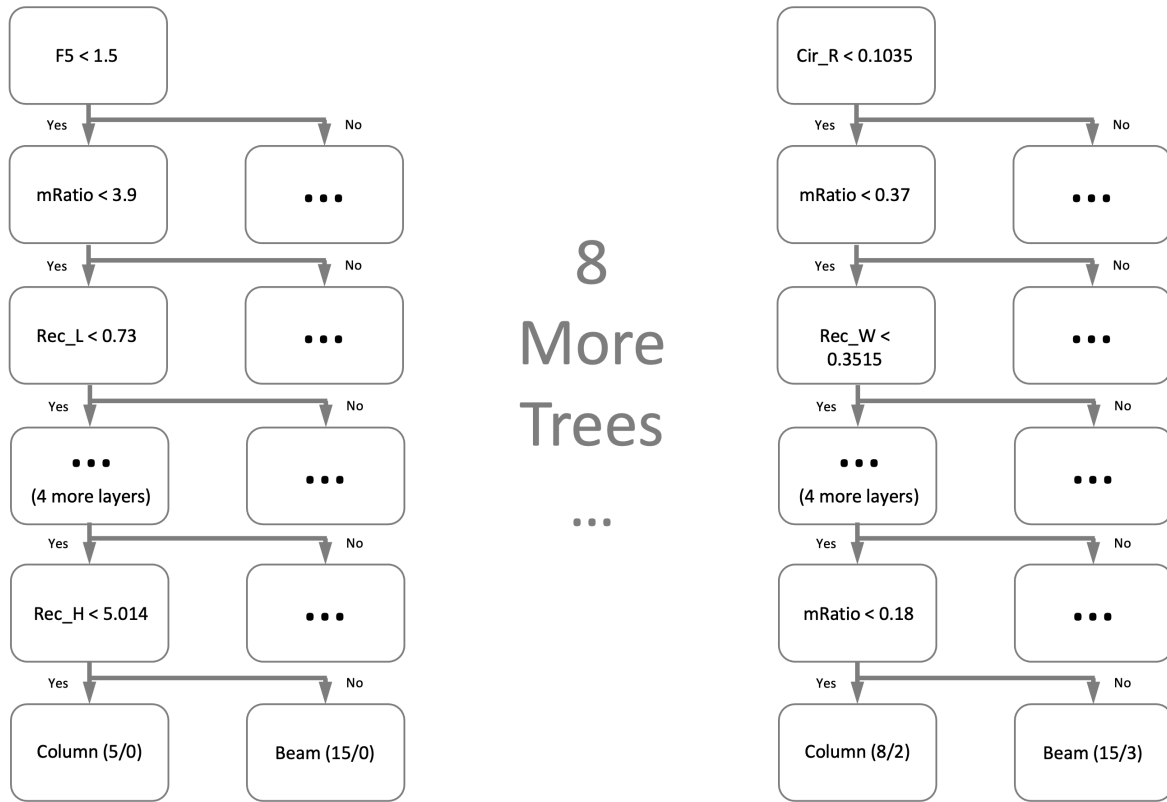 F5 < 1.5
Yes
No
mRatio < 3.9
...
Yes
No
Rec_L < 0.73
...
Yes
No
...
(4 more layers)
...
Yes
No
Rec_H < 5.014
...
Yes
No
Column (5/0)
Beam (15/0)
8
More
Trees
...
Cir_R < 0.1035
Yes
No
mRatio < 0.37
...
Yes
No
Rec_W <
0.3515
...
Yes
No
...
(4 more layers)
...
Yes
No
mRatio < 0.18
...
Yes
No
Column (8/2)
Beam (15/3)